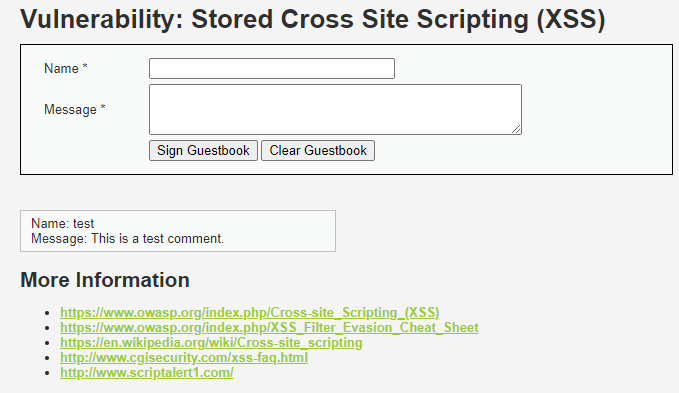 Vulnerability: Stored Cross Site Scripting (XSS)
Name *
Message *
Sign Guestbook Clear Guestbook
Name: test
Message: This is a test comment.
More Information
https://www.owasp.org/index.php/Cross-site_Scripting_(XSS)
https://www.owasp.org/index.php/XSS_Filter_Evasion_Cheat_Sheet
https://en.wikipedia.org/wiki/Cross-site_scripting
http://www.cgisecurity.com/xss-faq.html
http://www.scriptalert1.com/